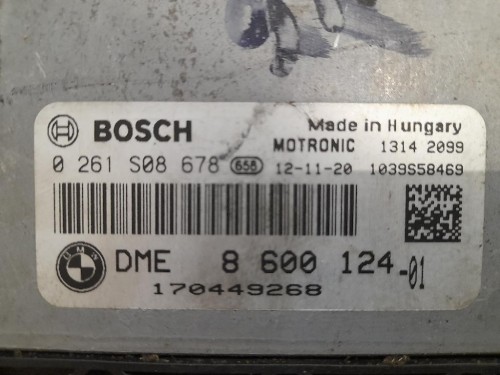 BOSCH Made in Hungary
MOTRONIC 1314 2099
0 261 S08 678 658 12-11-20 1039S58469
BMW DME 8 600 124-01
170449268